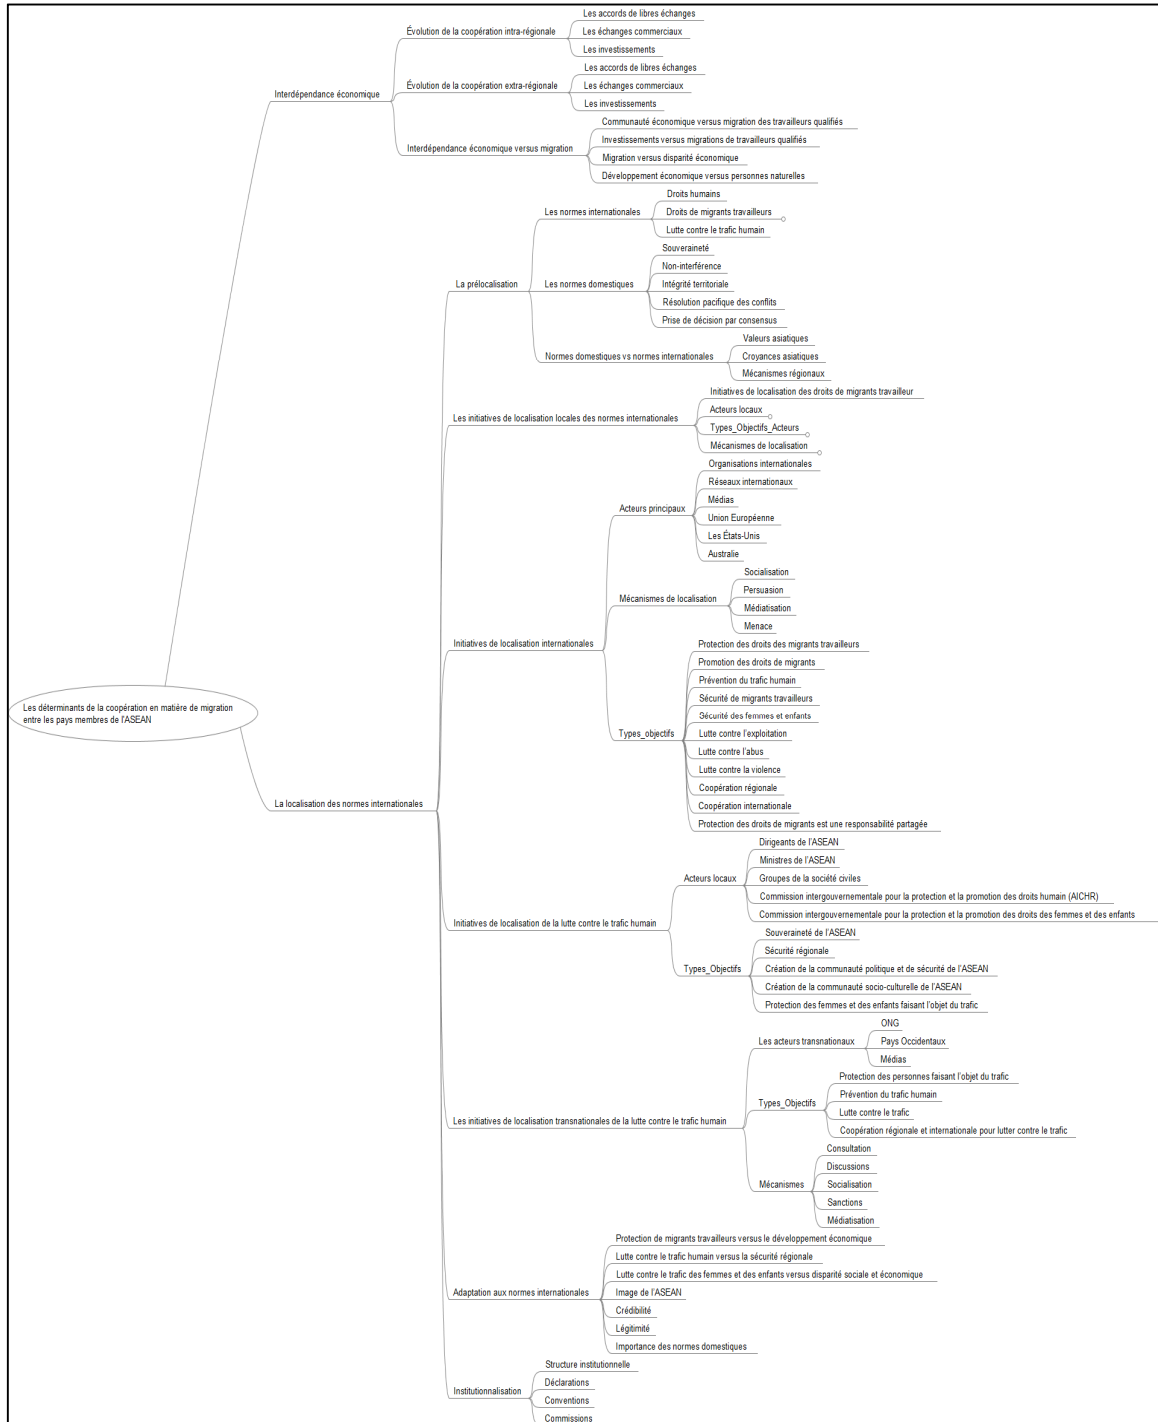 Les accords de libres échanges
Évolution de la coopération intra-régionale
Les échanges commerciaux
Les investissements
Les accords de libres échanges
Évolution de la coopération extra-régionale
Les échanges commerciaux
Interdépendance économique
Les investissements
Communauté économique versus migration des travailleurs qualifiés
Investissements versus migrations de travailleurs qualifiés
Interdépendance économique versus migration
Migration versus disparité économique
Développement économique versus personnes naturelles
Droits humains
Les normes internationales
Droits de migrants travailleurs
Lutte contre le trafic humain
Souveraineté
Non-interférence
La prélocalisation
Les normes domestiques
Intégrité territoriale
Résolution pacifique des conflits
Prise de décision par consensus
Valeurs asiatiques
Normes domestiques vs normes internationales
Croyances asiatiques
Mécanismes régionaux
Initiatives de localisation des droits de migrants travailleur
Acteurs locaux
Les initiatives de localisation locales des normes internationales
Types_Objectifs_Acteurs
Mécanismes de localisation
Organisations internationales
Réseaux internationaux
Médias
Acteurs principaux
Union Européenne
Les États-Unis
Australie
Socialisation
Persuasion
Mécanismes de localisation
Médiatisation
Menace
Initiatives de localisation internationales
Protection des droits des migrants travailleurs
Promotion des droits de migrants
Prévention du trafic humain
Sécurité de migrants travailleurs
Les déterminants de la coopération en matière de migration
entre les pays membres de l'ASEAN
Sécurité des femmes et enfants
Types_objectifs
Lutte contre l'exploitation
Lutte contre l'abus
Lutte contre la violence
Coopération régionale
La localisation des normes internationales
Coopération internationale
Protection des droits de migrants est une responsabilité partagée
Dirigeants de l'ASEAN
Ministres de l'ASEAN
Acteurs locaux
Groupes de la société civiles
Commission intergouvernementale pour la protection et la promotion des droits humain (AICHR)
Commission intergouvernementale pour la protection et la promotion des droits des femmes et des enfants
Initiatives de localisation de la lutte contre le trafic humain
Souveraineté de l'ASEAN
Sécurité régionale
Types_Objectifs
Création de la communauté politique et de sécurité de l'ASEAN
Création de la communauté socio-culturelle de l'ASEAN
Protection des femmes et des enfants faisant l'objet du trafic
ONG
Les acteurs transnationaux
Pays Occidentaux
Médias
Protection des personnes faisant l'objet du trafic
Types_Objectifs
Prévention du trafic humain
Lutte contre le trafic
Les initiatives de localisation transnationales de la lutte contre le trafic humain
Coopération régionale et internationale pour lutter contre le trafic
Consultation
Discussions
Mécanismes
Socialisation
Sanctions
Médiatisation
Protection de migrants travailleurs versus le développement économique
Lutte contre le trafic humain versus la sécurité régionale
Lutte contre le trafic des femmes et des enfants versus disparité sociale et économique
Adaptation aux normes internationales
Image de l'ASEAN
Crédibilité
Légitimité
Importance des normes domestiques
Structure institutionnelle
Déclarations
Institutionnalisation
Conventions
Commissions